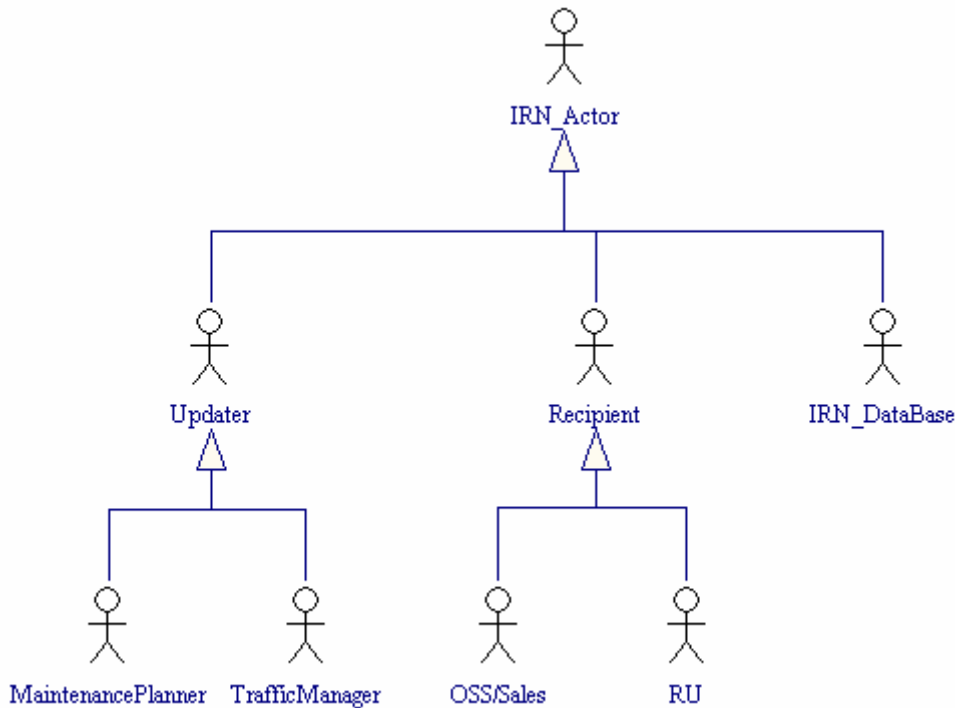 IRN_Actor
Updater
Recipient
IRN_DataBase
MaintenancePlanner
TrafficManager
OSS/Sales
RU